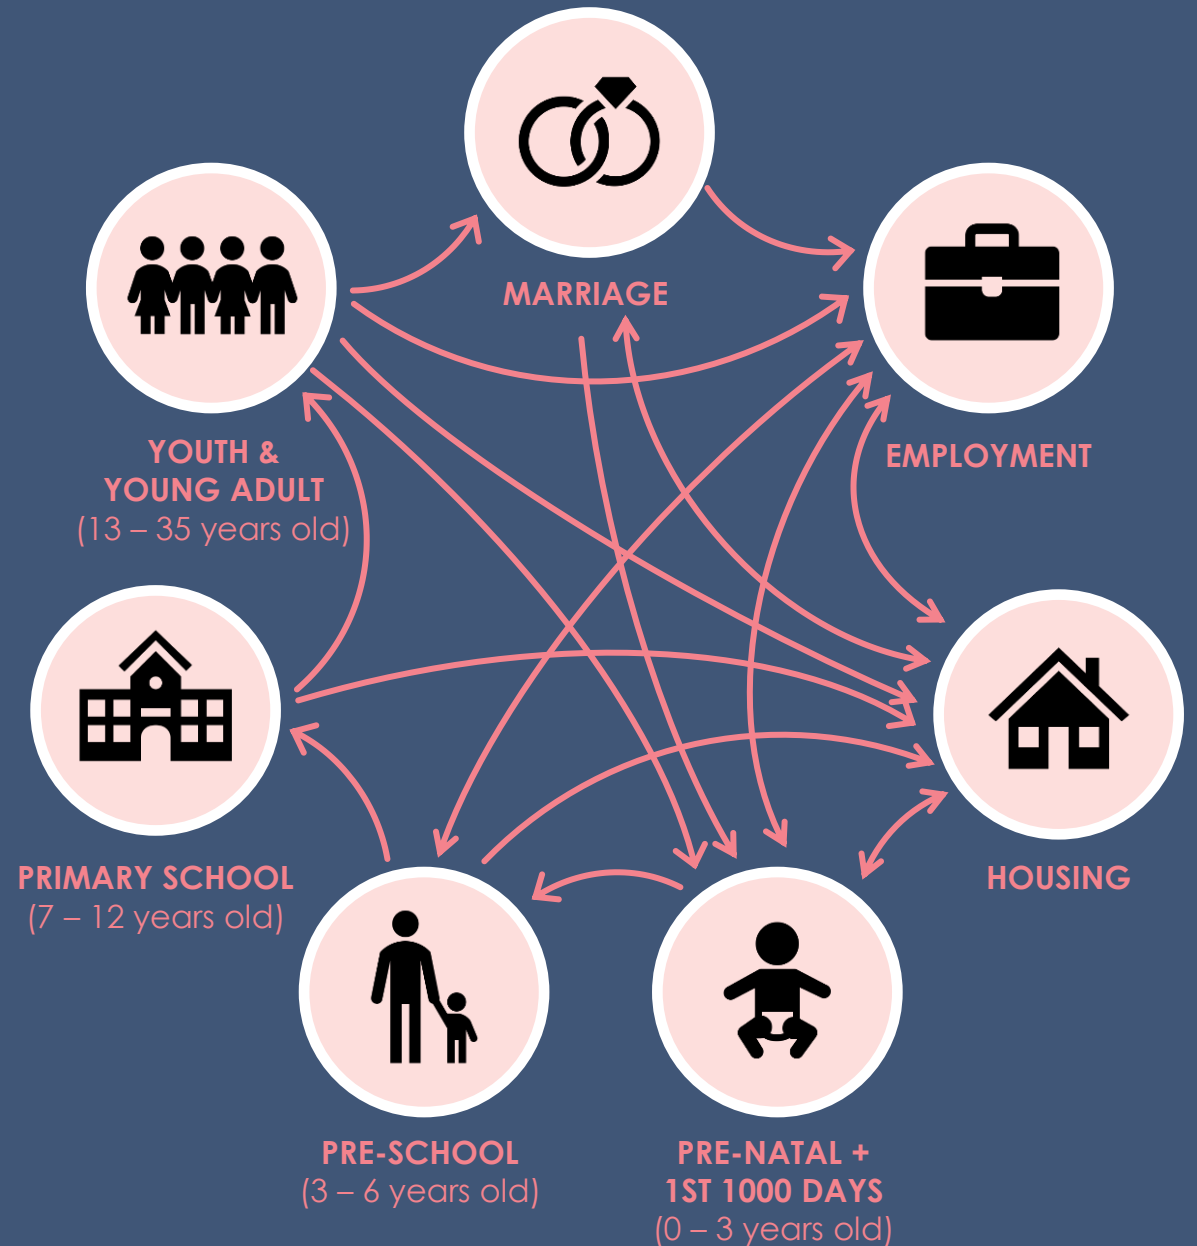 MARRIAGE
YOUTH &
YOUNG ADULT
(13 – 35 years old)
EMPLOYMENT
PRIMARY SCHOOL
(7 – 12 years old)
HOUSING
PRE-SCHOOL
(3 – 6 years old)
PRE-NATAL +
1ST 1000 DAYS
(0 – 3 years old)